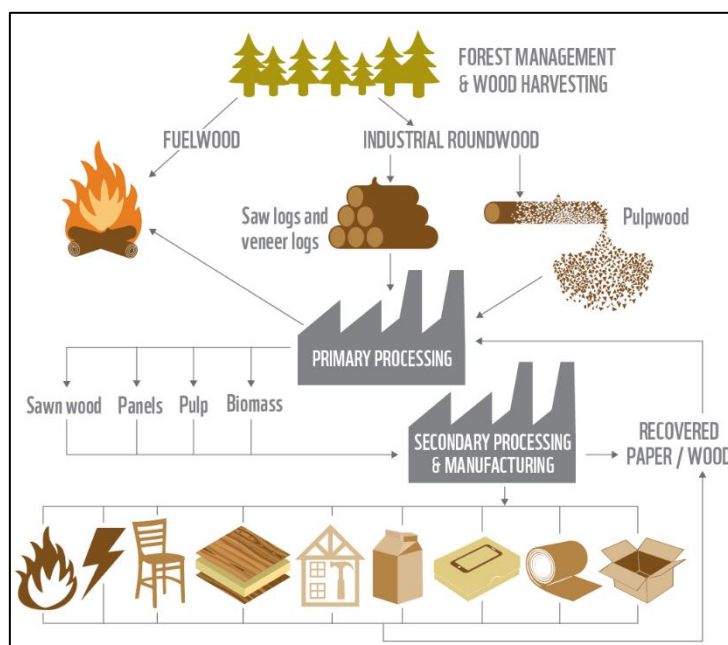 FOREST MANAGEMENT
& WOOD HARVESTING
FUELWOOD
INDUSTRIAL ROUNDWOOD
Saw logs and
veneer logs
Pulpwood
PRIMARY PROCESSING
Sawn wood
Panels
Pulp
Biomass
SECONDARY PROCESSING
& MANUFACTURING
RECOVERED
PAPER / WOOD